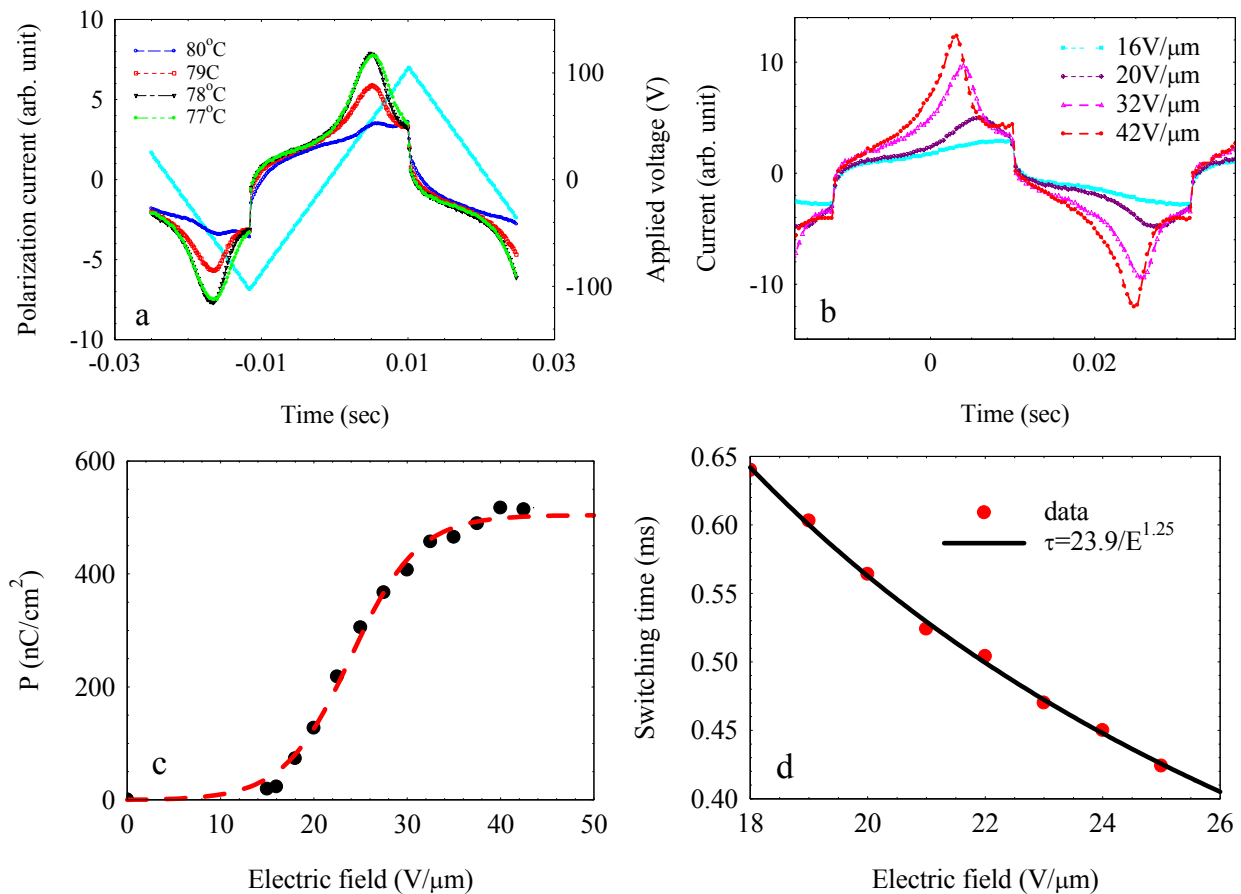 10
5
0
-5
-10
Polarization current (arb. unit)
80°C
79C
78°C
77°C
a
100
0
-100
Applied voltage (V)
-0.03
-0.01
0.01
0.03
Time (sec)
10
0
-10
Current (arb. unit)
16V/μm
20V/μm
32V/μm
42V/μm
b
0
0.02
Time (sec)
600
400
200
0
P (nC/cm²)
c
0
10
20
30
40
50
Electric field (V/μm)
0.65
0.60
0.55
0.50
0.45
0.40
Switching time (ms)
data
τ=23.9/E^1.25
d
18
20
22
24
26
Electric field (V/μm)